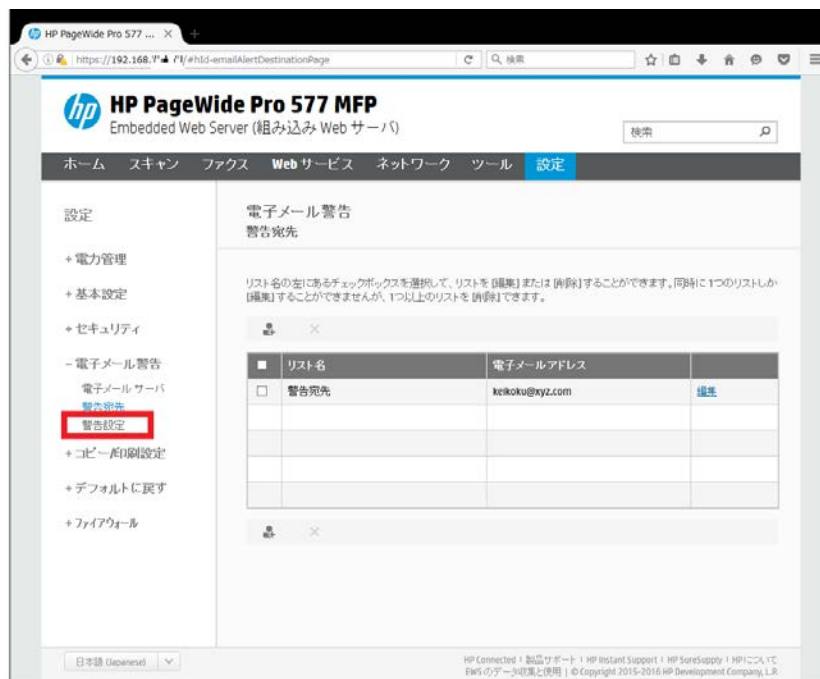 HP PageWide Pro 577 ...
https://192.168.
/#hId-emailAlertDestinationPage
検索
hp
HP PageWide Pro 577 MFP
Embedded Web Server (組み込み Web サーバ)
検索
ホーム スキャン ファクス Web サービス ネットワーク ツール 設定
設定
+ 電力管理
+ 基本設定
+ セキュリティ
- 電子メール警告
電子メール サーバ
警告宛先
警告設定
+ コピー/印刷設定
+ デフォルトに戻す
+ ファイアウォール
電子メール警告
警告宛先
リスト名の左にあるチェックボックスを選択して、リストを [編集] または [削除] することができます。同時に 1つのリストしか
[編集] することができませんが、1つ以上のリストを [削除] できます。
リスト名 電子メールアドレス
警告宛先 keikoku@xyz.com 編集
日本語 (Japanese)
HP Connected | 製品サポート | HP Instant Support | HP SureSupply | HPについて
EWS のデータ収集と使用 | © Copyright 2015-2016 HP Development Company, L.P.